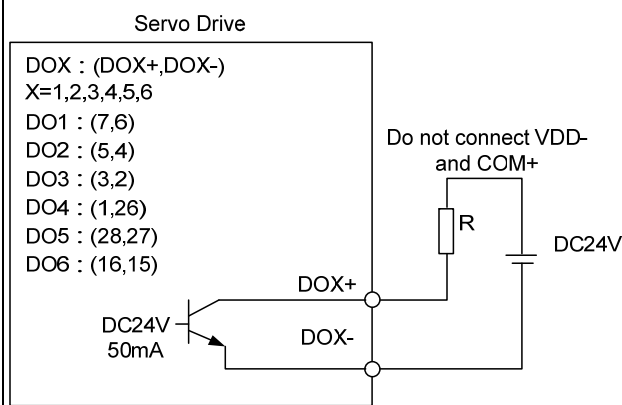 Servo Drive
DOX : (DOX+,DOX-)
X=1,2,3,4,5,6
DO1 : (7,6)
DO2 : (5,4)
DO3 : (3,2)
DO4 : (1,26)
DO5 : (28,27)
DO6 : (16,15)
Do not connect VDD-
and COM+
R
DC24V
DOX+
DC24V
50mA
DOX-